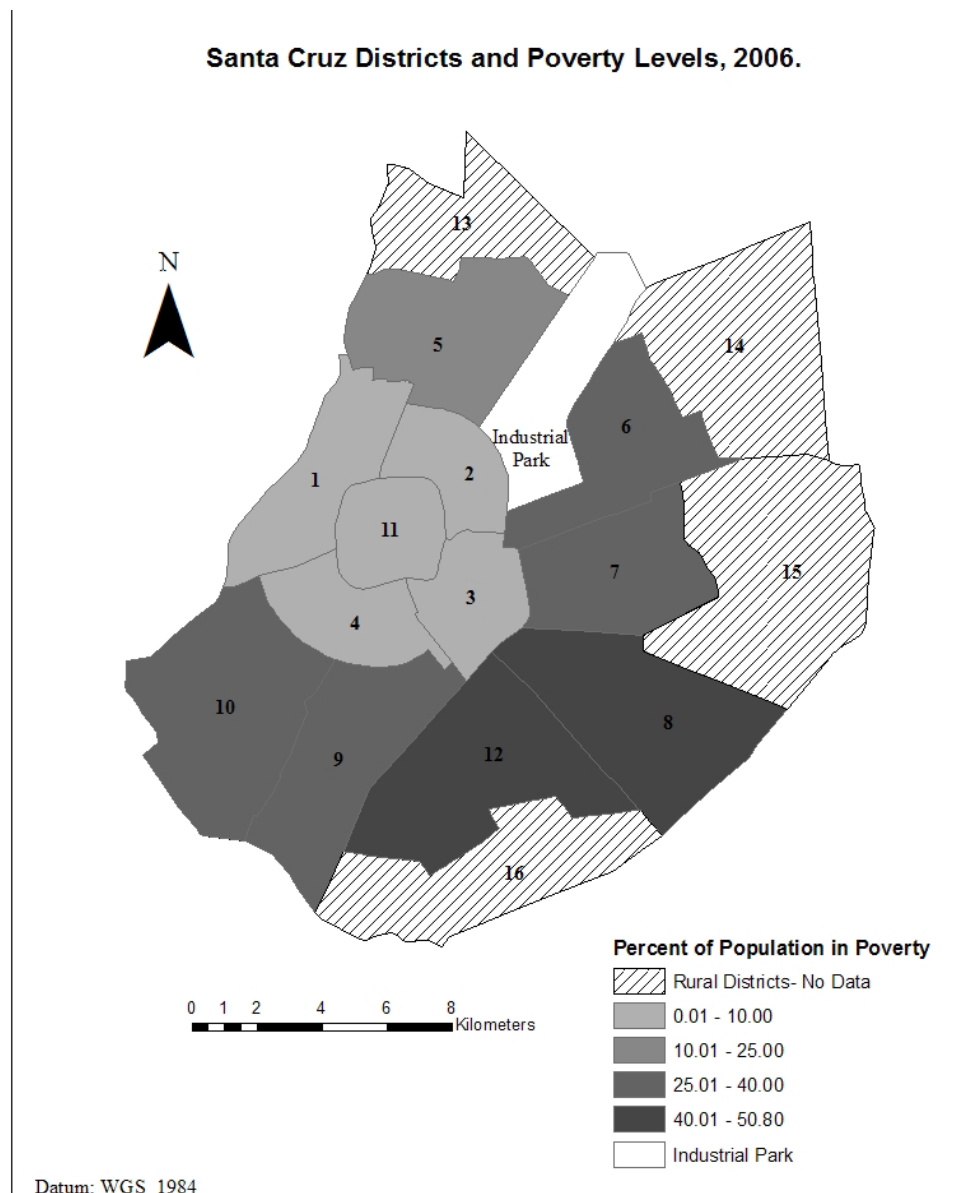 Santa Cruz Districts and Poverty Levels, 2006.
13
N
14
5
6
Industrial
Park
2
1
11
15
7
3
4
10
8
12
9
16
Percent of Population in Poverty
Rural Districts- No Data
0.01 - 10.00
10.01 - 25.00
25.01 - 40.00
40.01 - 50.80
Industrial Park
0 1 2 4 6 8
Kilometers
Datum: WGS_1984